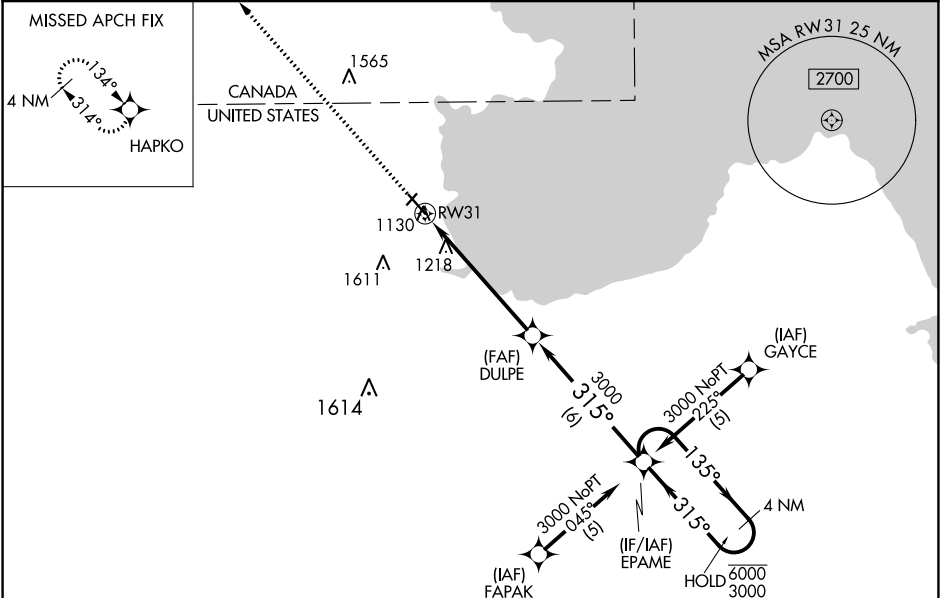 MISSED APCH FIX
134°
4 NM
314°
HAPKO
1565
CANADA
UNITED STATES
MSA RW31 25 NM
2700
RW31
1130
1218
1611
1614
(FAF)
DULPE
(IAF)
GAYCE
3000
315°
(6)
3000 NoPT
225°
(5)
135°
4 NM
315°
3000 NoPT
045°
(5)
(IF/IAF)
EPAME
(IAF)
FAPAK
HOLD 6000
3000